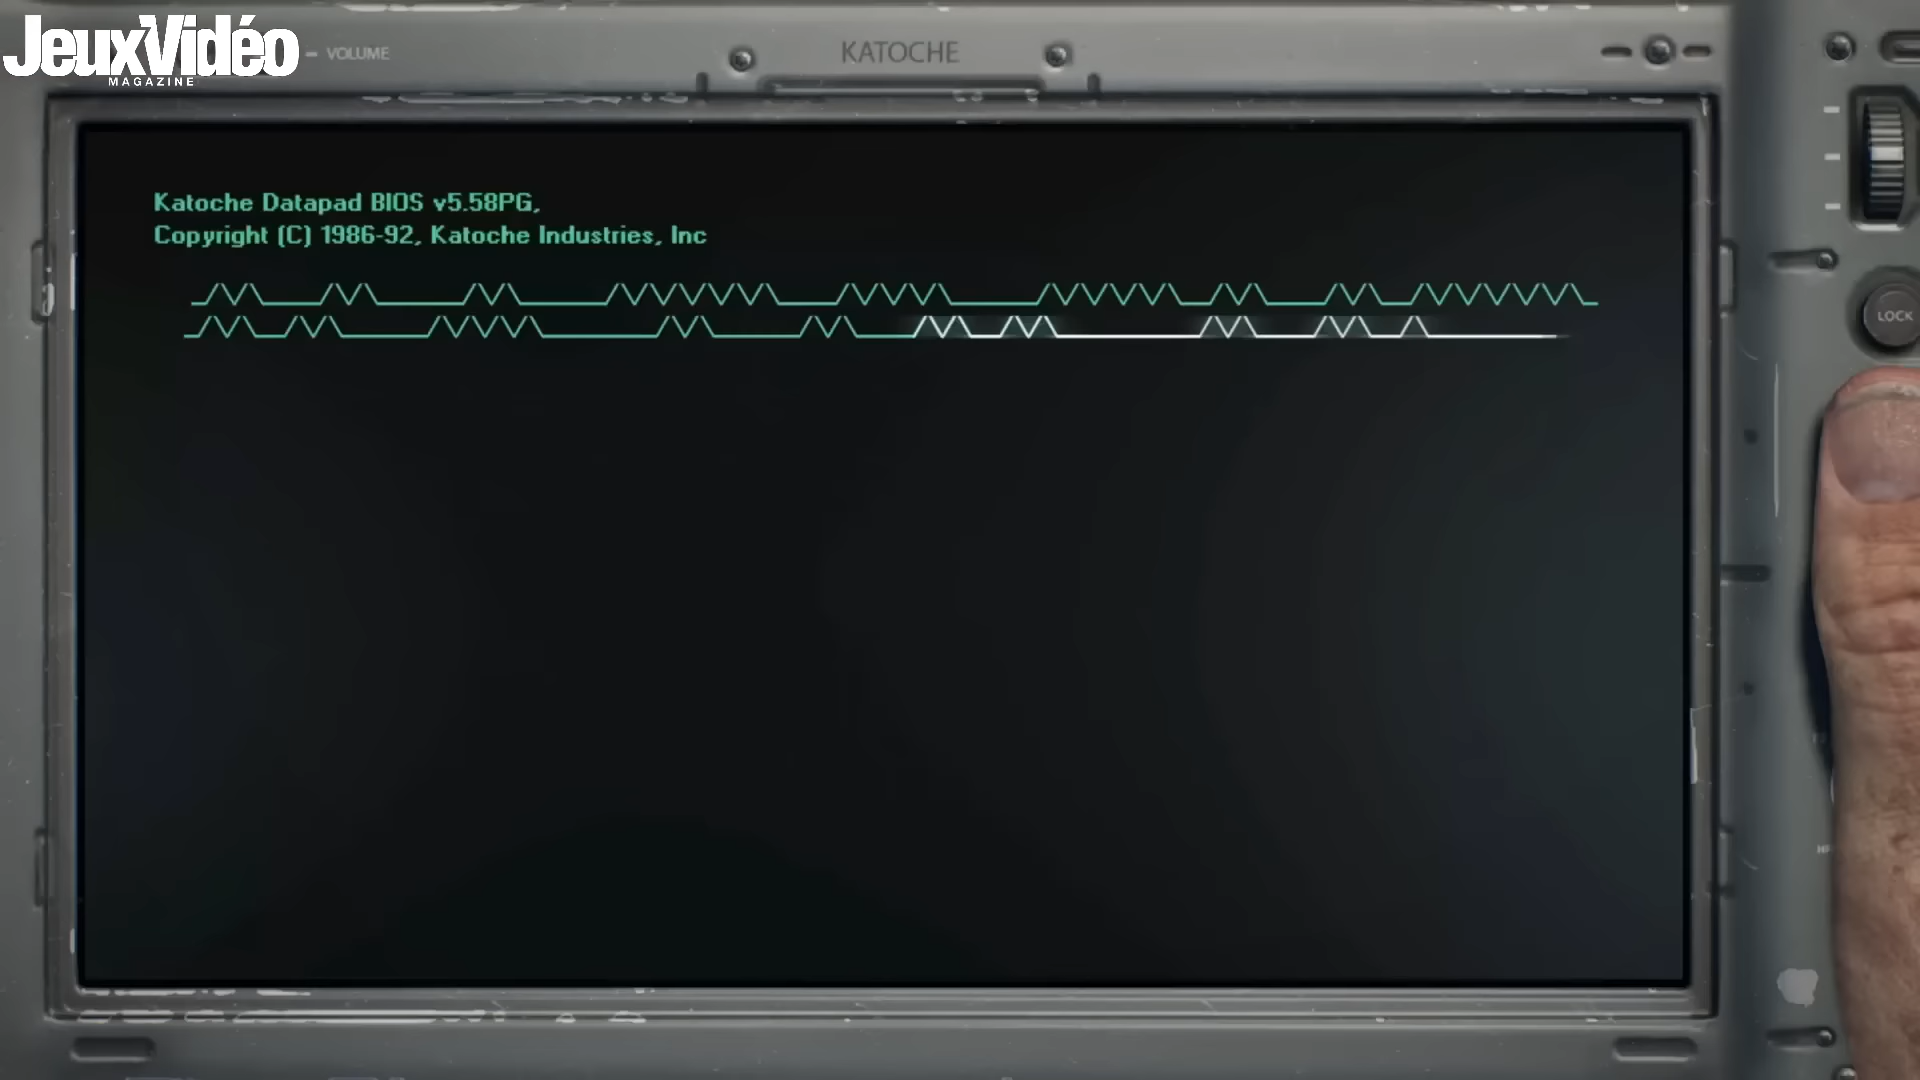 JeuxVidéo
MAGAZINE
– VOLUME
KATOCHE
LOCK
Katoche Datapad BIOS v5.58PG,
Copyright (C) 1986-92, Katoche Industries, Inc